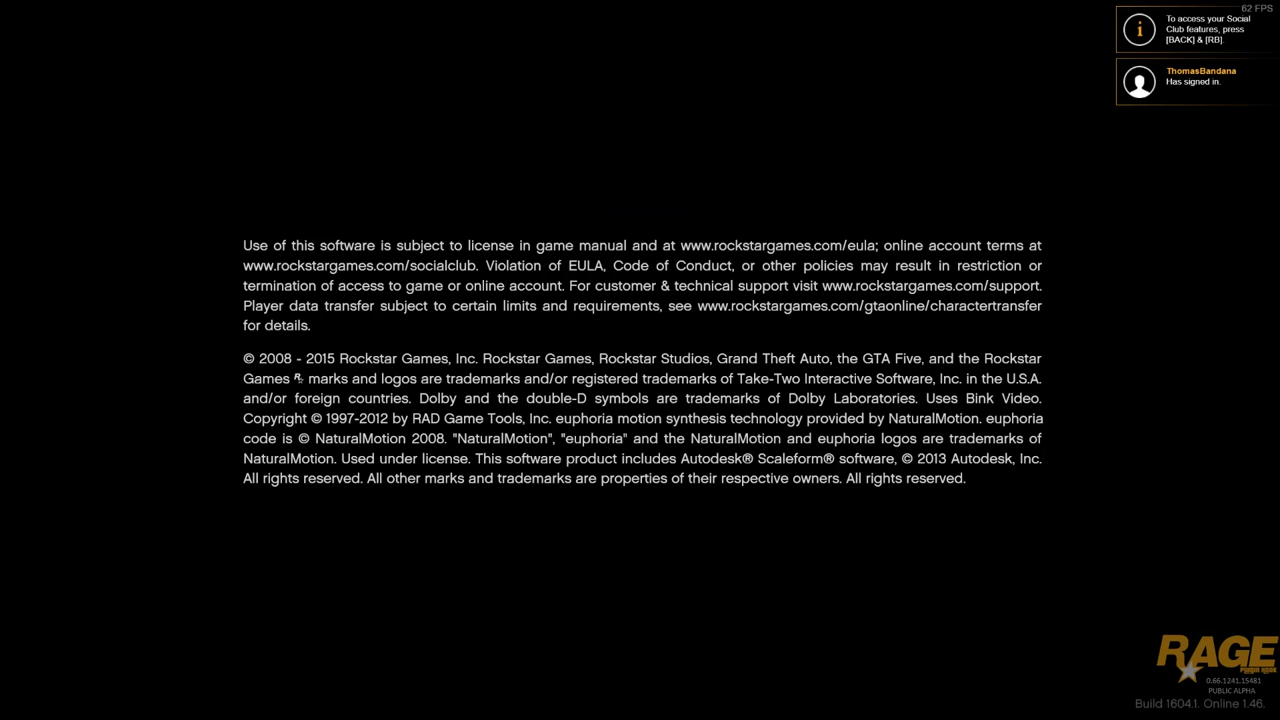 62 FPS
To access your Social
Club features, press
[BACK] & [RB].
ThomasBandana
Has signed in.
Use of this software is subject to license in game manual and at www.rockstargames.com/eula; online account terms at
www.rockstargames.com/socialclub. Violation of EULA, Code of Conduct, or other policies may result in restriction or
termination of access to game or online account. For customer & technical support visit www.rockstargames.com/support.
Player data transfer subject to certain limits and requirements, see www.rockstargames.com/gtaonline/charactertransfer
for details.
© 2008 - 2015 Rockstar Games, Inc. Rockstar Games, Rockstar Studios, Grand Theft Auto, the GTA Five, and the Rockstar
Games R* marks and logos are trademarks and/or registered trademarks of Take-Two Interactive Software, Inc. in the U.S.A.
and/or foreign countries. Dolby and the double-D symbols are trademarks of Dolby Laboratories. Uses Bink Video.
Copyright © 1997-2012 by RAD Game Tools, Inc. euphoria motion synthesis technology provided by NaturalMotion. euphoria
code is © NaturalMotion 2008. "NaturalMotion", "euphoria" and the NaturalMotion and euphoria logos are trademarks of
NaturalMotion. Used under license. This software product includes Autodesk® Scaleform® software, © 2013 Autodesk, Inc.
All rights reserved. All other marks and trademarks are properties of their respective owners. All rights reserved.
RAGE
PLUGIN HOOK
0.66.1241.15481
PUBLIC ALPHA
Build 1604.1. Online 1.46.